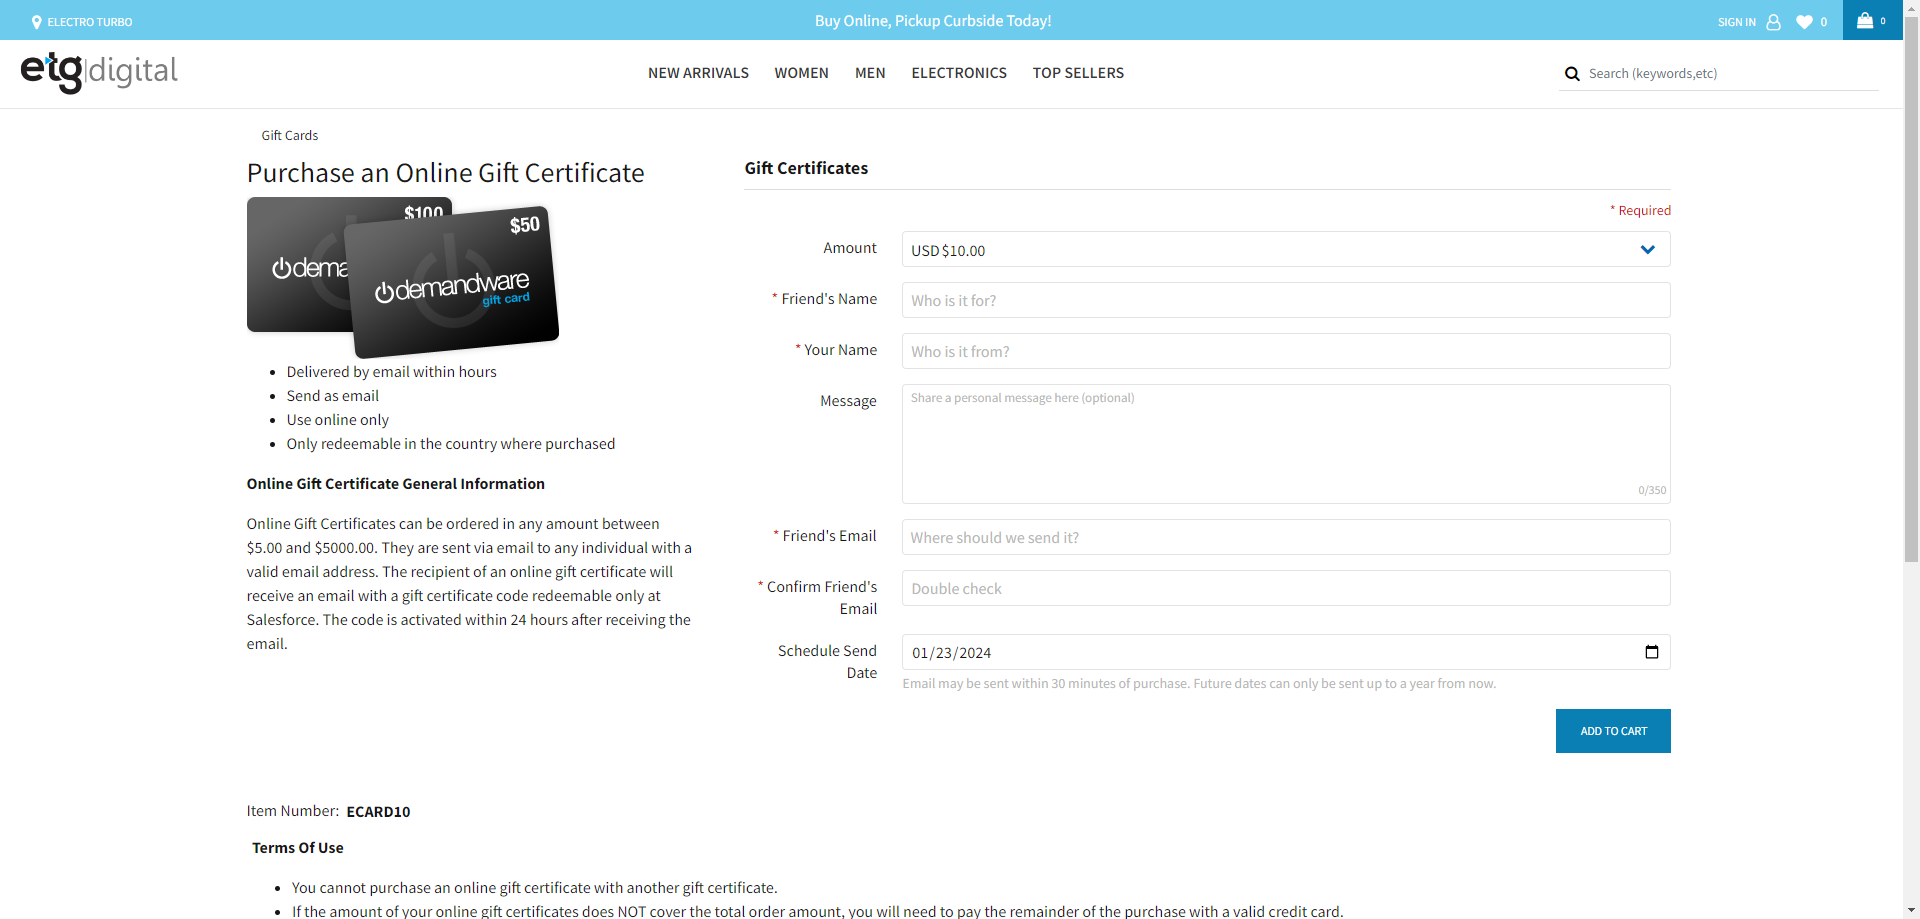 ELECTRO TURBO
Buy Online, Pickup Curbside Today!
SIGN IN
0
0
etg|digital
NEW ARRIVALS
WOMEN
MEN
ELECTRONICS
TOP SELLERS
Search (keywords,etc)
Gift Cards
Purchase an Online Gift Certificate
$100
dema
$50
demandware
gift card
Delivered by email within hours
Send as email
Use online only
Only redeemable in the country where purchased
Online Gift Certificate General Information
Online Gift Certificates can be ordered in any amount between
$5.00 and $5000.00. They are sent via email to any individual with a
valid email address. The recipient of an online gift certificate will
receive an email with a gift certificate code redeemable only at
Salesforce. The code is activated within 24 hours after receiving the
email.
Gift Certificates
* Required
Amount
USD $10.00
* Friend's Name
Who is it for?
* Your Name
Who is it from?
Message
Share a personal message here (optional)
0/350
* Friend's Email
Where should we send it?
* Confirm Friend's
Email
Double check
Schedule Send
Date
01/23/2024
Email may be sent within 30 minutes of purchase. Future dates can only be sent up to a year from now.
ADD TO CART
Item Number: ECARD10
Terms Of Use
You cannot purchase an online gift certificate with another gift certificate.
If the amount of your online gift certificates does NOT cover the total order amount, you will need to pay the remainder of the purchase with a valid credit card.